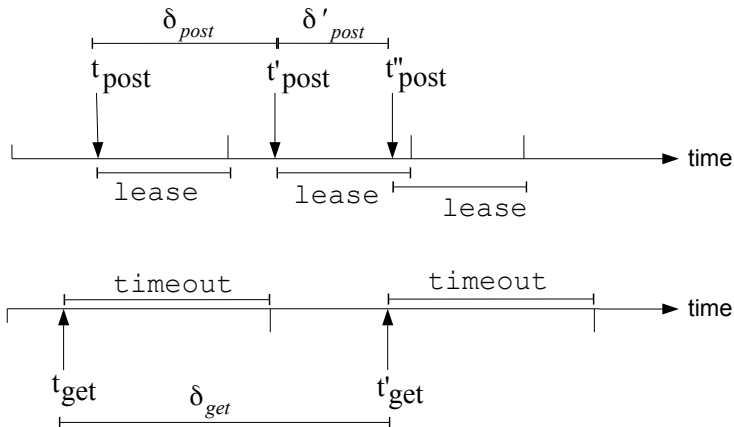 δpost δ'post
tpost t'post t"post
time
lease lease
lease
timeout timeout
time
tget t'get
δget